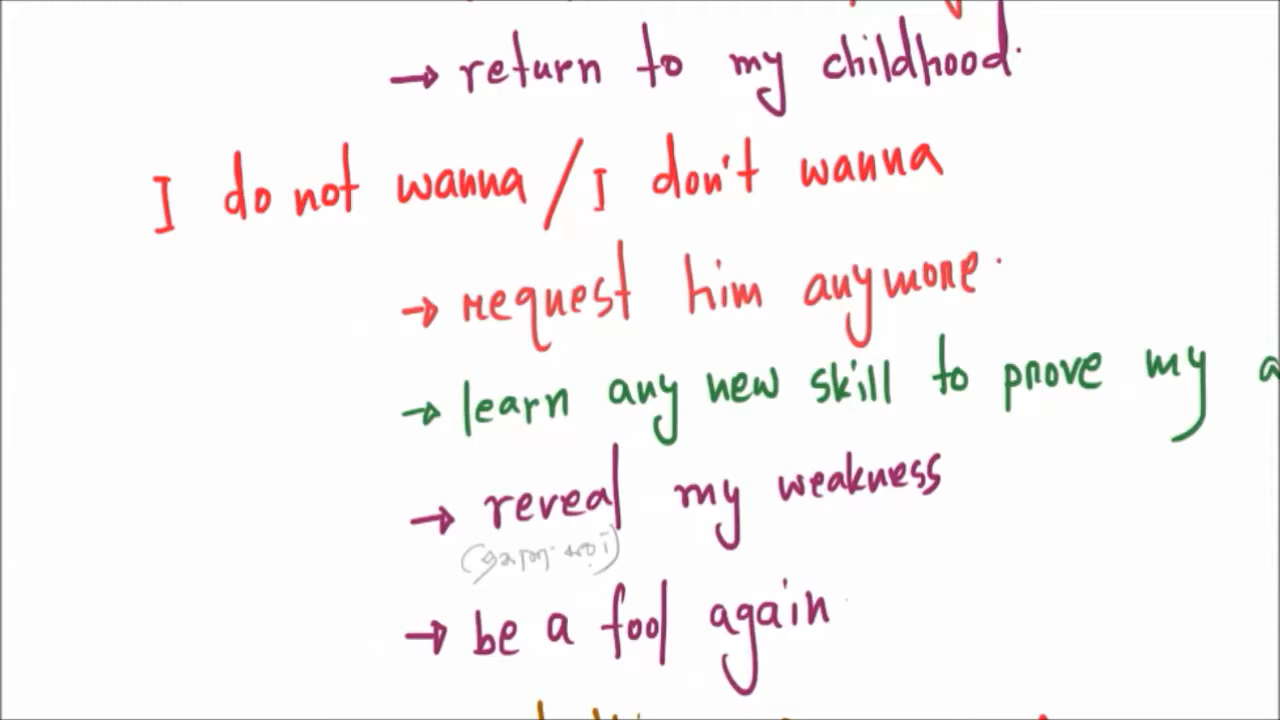 → return to my childhood.
I do not wanna / I don't wanna
→ request him anymore.
→ learn any new skill to prove my a
→ reveal my weakness
→ be a fool again